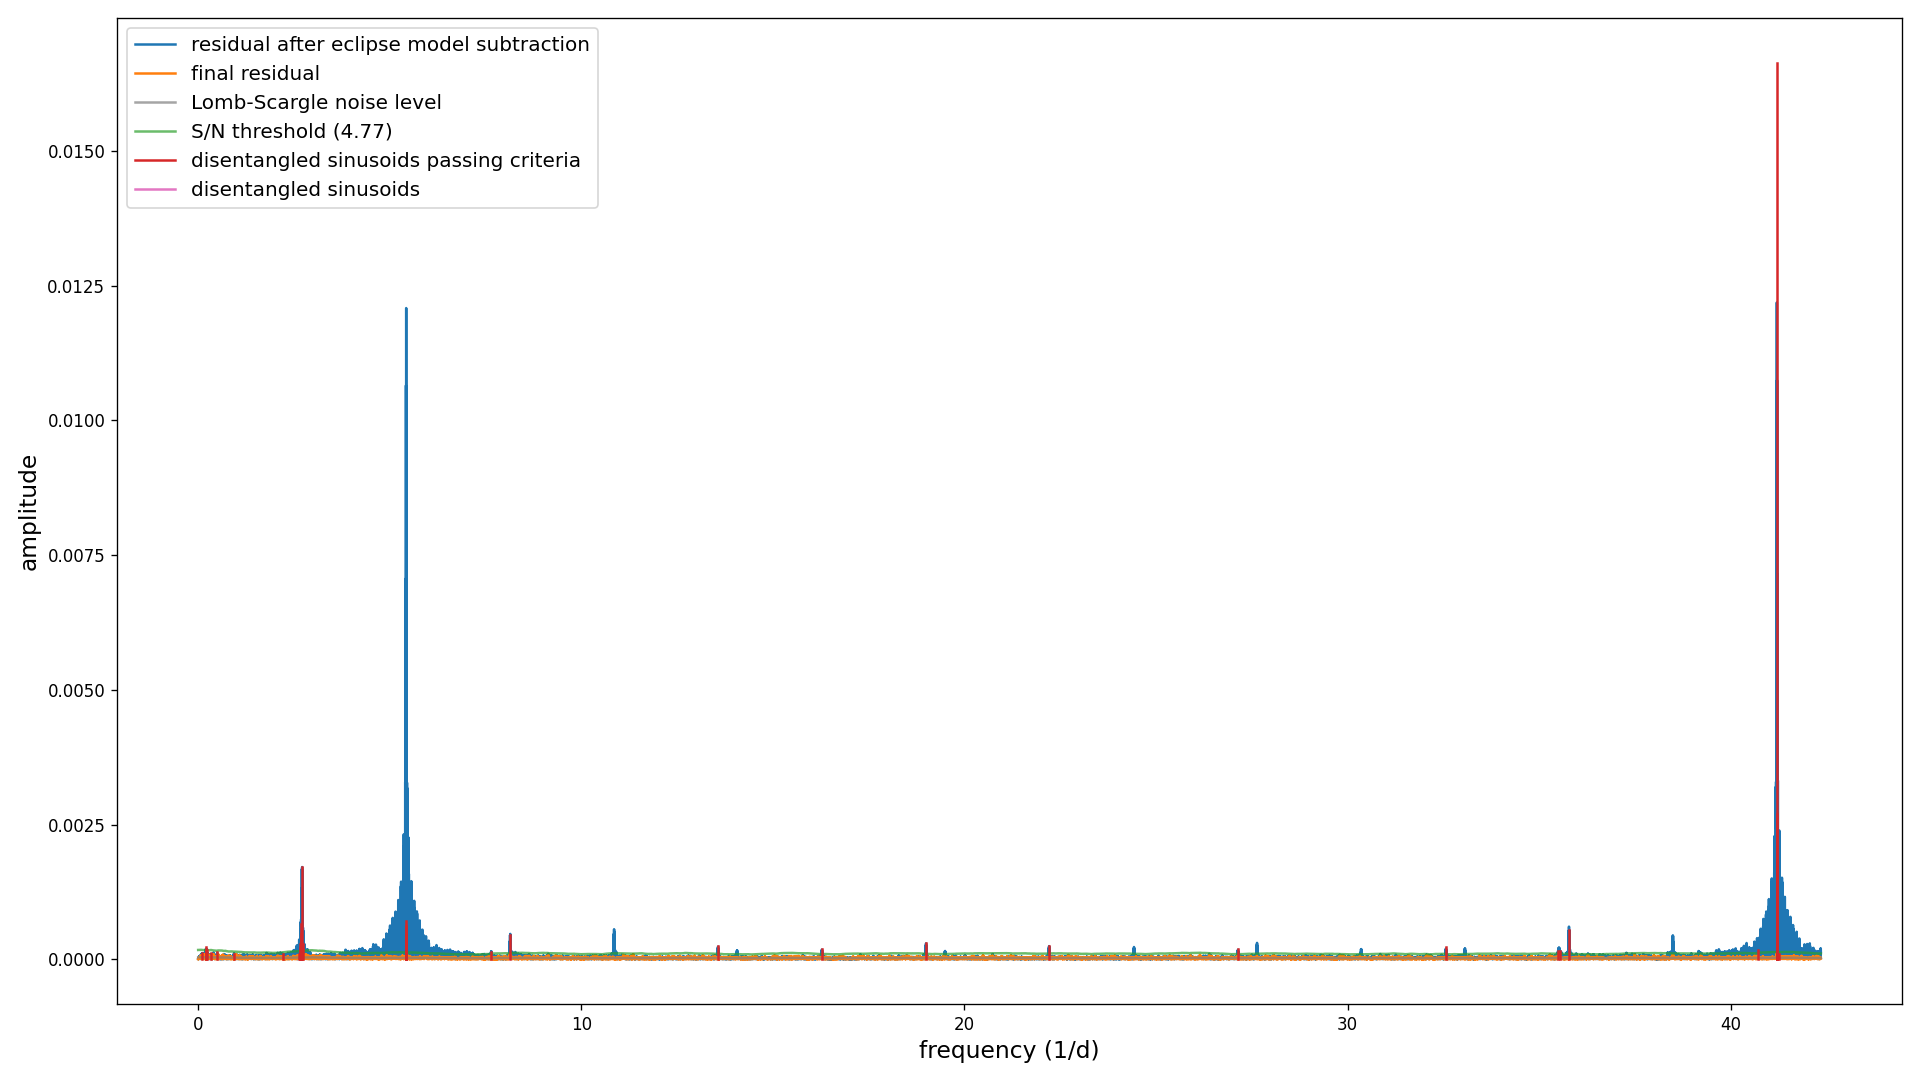 residual after eclipse model subtraction
final residual
Lomb-Scargle noise level
S/N threshold (4.77)
disentangled sinusoids passing criteria
disentangled sinusoids
0.0150
0.0125
0.0100
0.0075
0.0050
0.0025
0.0000
amplitude
0 10 20 30 40
frequency (1/d)